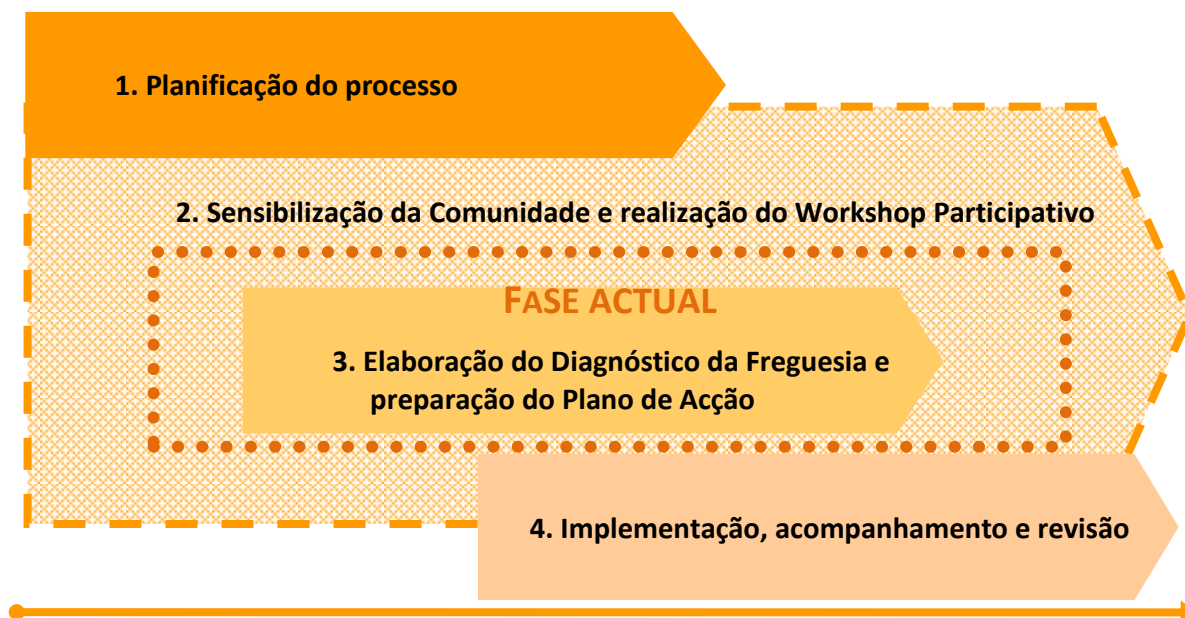 1. Planificação do processo
2. Sensibilização da Comunidade e realização do Workshop Participativo
FASE ACTUAL
3. Elaboração do Diagnóstico da Freguesia e
preparação do Plano de Acção
4. Implementação, acompanhamento e revisão